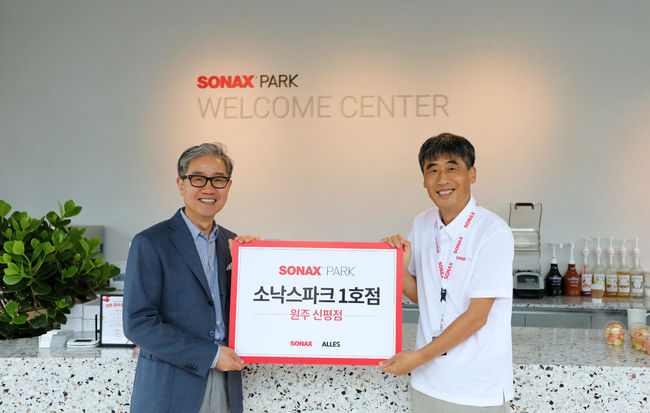 SONAX PARK
WELCOME CENTER
SONAX
SONAX PARK
소낙스파크 1호점
원주 신평점
SONAX ALLES